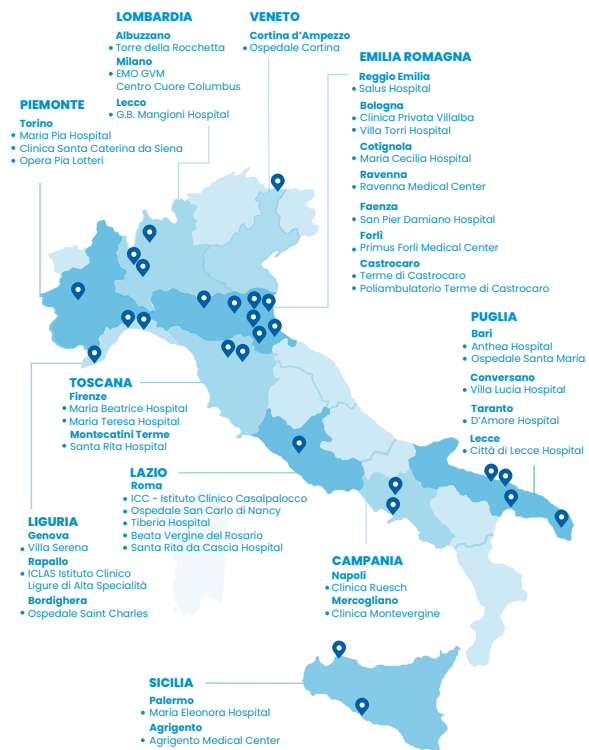 LOMBARDIA
Albuzzano
• Torre della Rocchetta
Milano
• EMO GVM
Centro Cuore Columbus
Lecco
• G.B. Mangioni Hospital
VENETO
Cortina d'Ampezzo
• Ospedale Cortina
EMILIA ROMAGNA
Reggio Emilia
• Salus Hospital
Bologna
• Clinica Privata Villalba
• Villa Torri Hospital
Cotignola
• Maria Cecilia Hospital
Ravenna
• Ravenna Medical Center
Faenza
• San Pier Damiano Hospital
Forlì
• Primus Forlì Medical Center
Castrocaro
• Terme di Castrocaro
• Poliambulatorio Terme di Castrocaro
PIEMONTE
Torino
• Maria Pia Hospital
• Clinica Santa Caterina da Siena
• Opera Pia Lotteri
PUGLIA
Bari
• Anthea Hospital
• Ospedale Santa Maria
Conversano
• Villa Lucia Hospital
Taranto
• D'Amore Hospital
Lecce
• Città di Lecce Hospital
TOSCANA
Firenze
• Maria Beatrice Hospital
• Maria Teresa Hospital
Montecatini Terme
• Santa Rita Hospital
LAZIO
Roma
• ICC - Istituto Clinico Casalpalocco
• Ospedale San Carlo di Nancy
• Tiberia Hospital
• Beata Vergine del Rosario
• Santa Rita da Cascia Hospital
LIGURIA
Genova
• Villa Serena
Rapallo
• ICLAS Istituto Clinico
Ligure di Alta Specialità
Bordighera
• Ospedale Saint Charles
CAMPANIA
Napoli
• Clinica Ruesch
Mercogliano
• Clinica Montevergine
SICILIA
Palermo
• Maria Eleonora Hospital
Agrigento
• Agrigento Medical Center